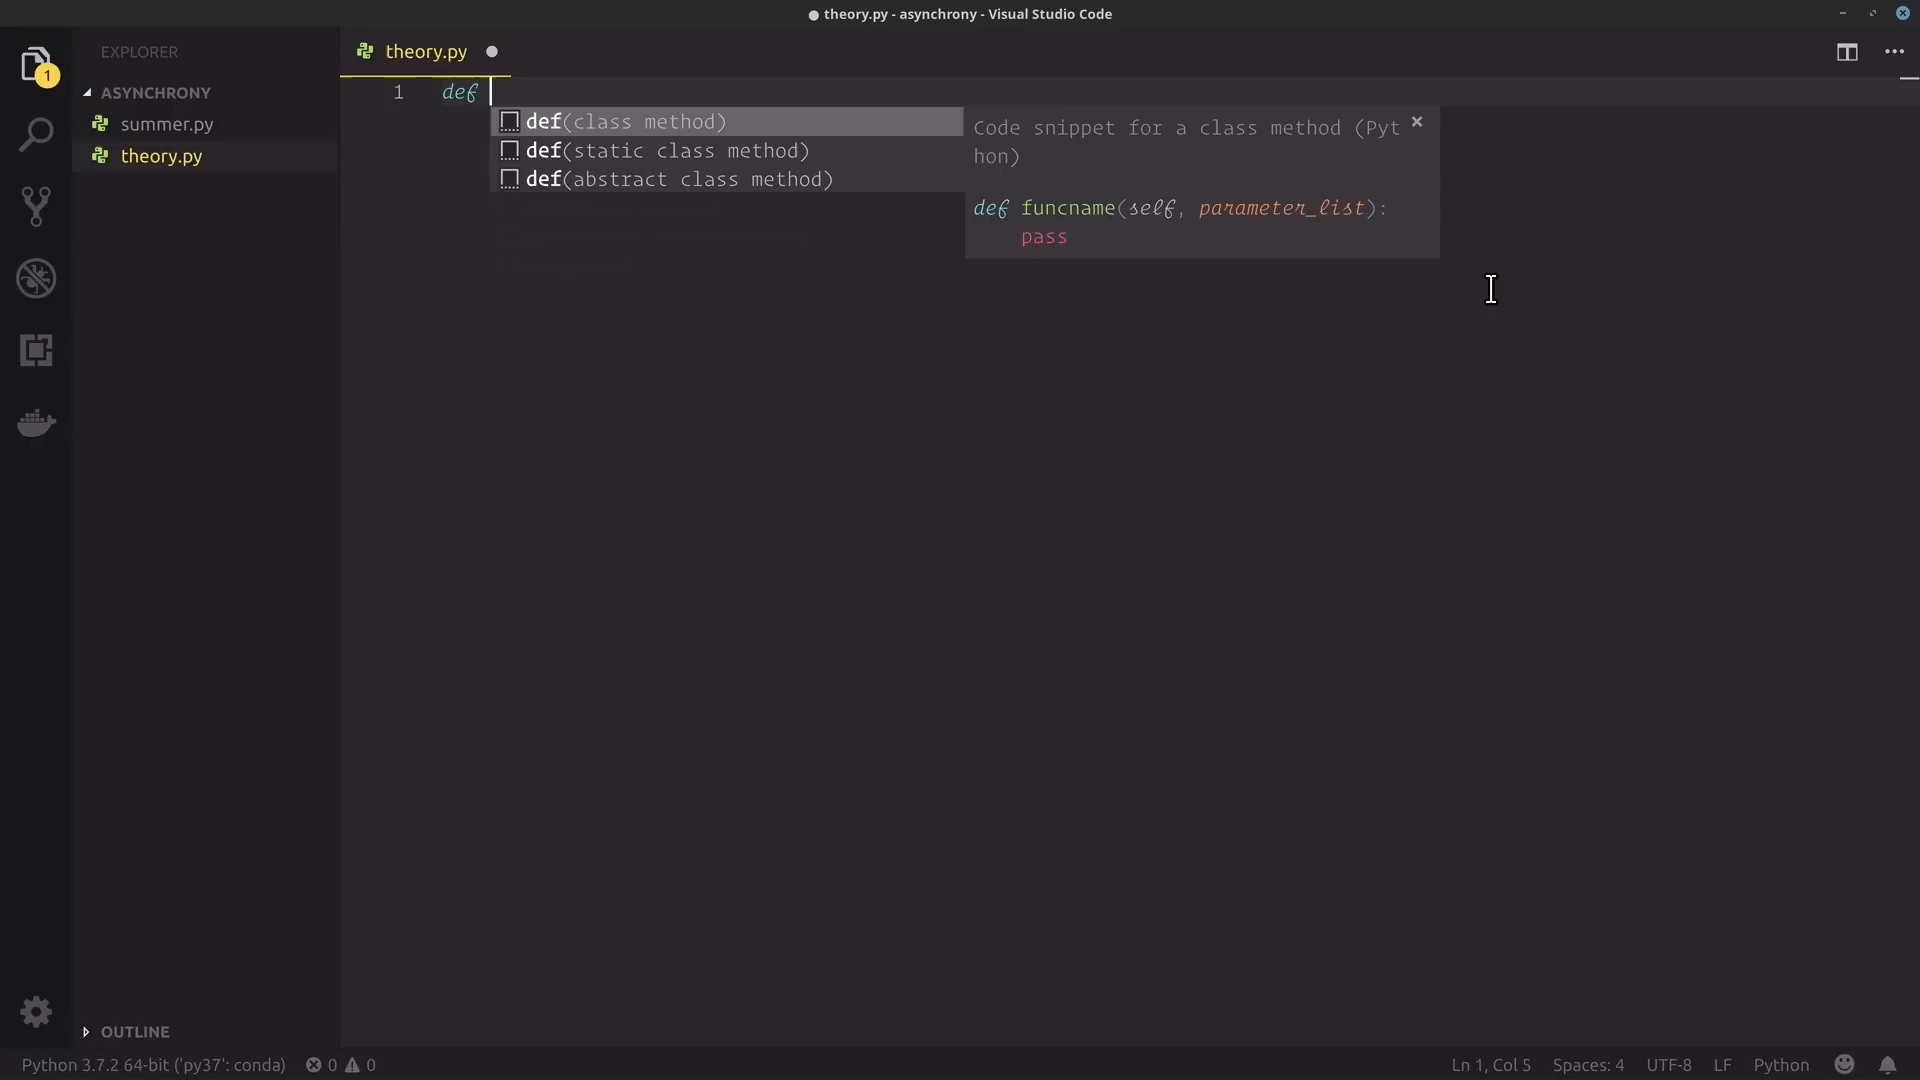 ● theory.py - asynchrony - Visual Studio Code
EXPLORER
ASYNCHRONY
summer.py
theory.py
1
OUTLINE
theory.py ●
1 def
def(class method)
def(static class method)
def(abstract class method)
Code snippet for a class method (Pyt
hon)
def funcname(self, parameter_list):
pass
Python 3.7.2 64-bit ('py37': conda) 0 0 Ln 1, Col 5 Spaces: 4 UTF-8 LF Python